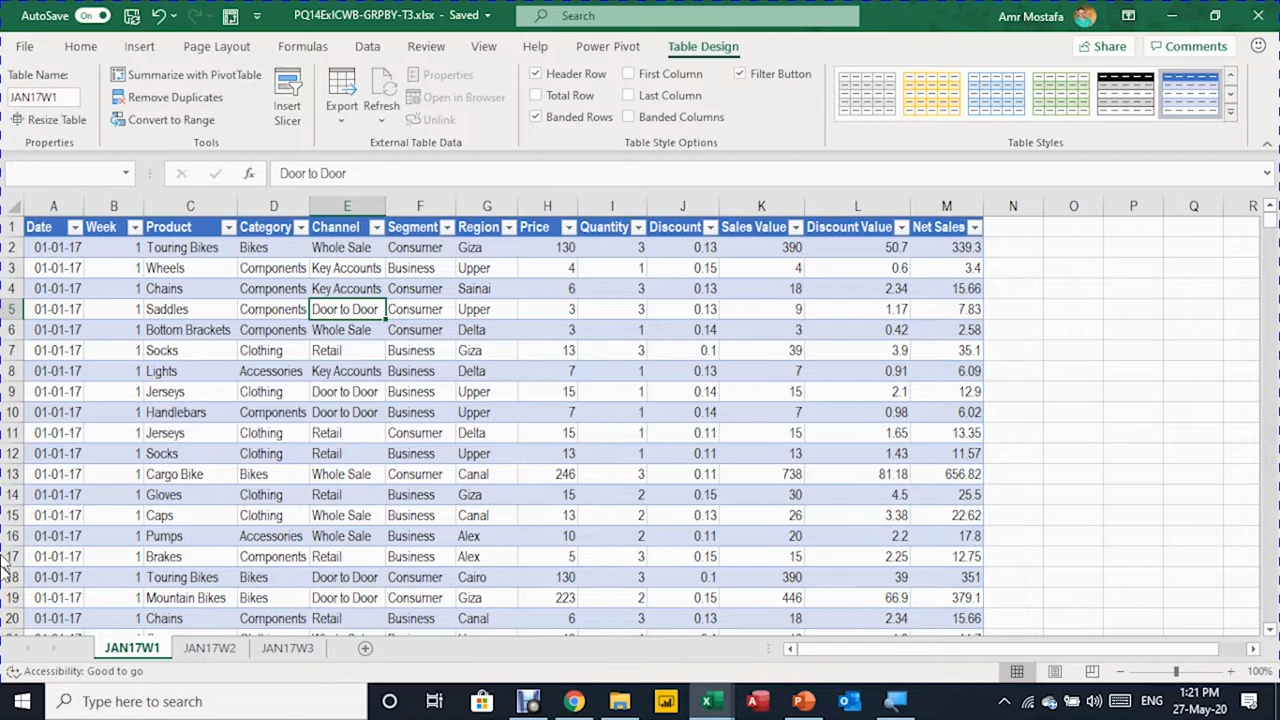 AutoSave On PQ14ExICWB-GRPBY-T3.xlsx - Saved Search Amr Mostafa
File Home Insert Page Layout Formulas Data Review View Help Power Pivot Table Design Share Comments
Table Name: Summarize with PivotTable Properties Header Row First Column Filter Button
JAN17W1 Remove Duplicates Insert Slicer Export Refresh Open in Browser Total Row Last Column
Resize Table Convert to Range Unlink Banded Rows Banded Columns
Properties Tools External Table Data Table Style Options Table Styles
fx Door to Door
A B C D E F G H I J K L M N O P Q R
1 Date Week Product Category Channel Segment Region Price Quantity Discount Sales Value Discount Value Net Sales
2 01-01-17 1 Touring Bikes Bikes Whole Sale Consumer Giza 130 3 0.13 390 50.7 339.3
3 01-01-17 1 Wheels Components Key Accounts Business Upper 4 1 0.15 4 0.6 3.4
4 01-01-17 1 Chains Components Key Accounts Consumer Sainai 6 3 0.13 18 2.34 15.66
5 01-01-17 1 Saddles Components Door to Door Consumer Upper 3 3 0.13 9 1.17 7.83
6 01-01-17 1 Bottom Brackets Components Whole Sale Consumer Delta 3 1 0.14 3 0.42 2.58
7 01-01-17 1 Socks Clothing Retail Business Giza 13 3 0.1 39 3.9 35.1
8 01-01-17 1 Lights Accessories Key Accounts Business Delta 7 1 0.13 7 0.91 6.09
9 01-01-17 1 Jerseys Clothing Door to Door Business Upper 15 1 0.14 15 2.1 12.9
10 01-01-17 1 Handlebars Components Door to Door Business Upper 7 1 0.14 7 0.98 6.02
11 01-01-17 1 Jerseys Clothing Retail Consumer Delta 15 1 0.11 15 1.65 13.35
12 01-01-17 1 Socks Clothing Retail Business Upper 13 1 0.11 13 1.43 11.57
13 01-01-17 1 Cargo Bike Bikes Whole Sale Consumer Canal 246 3 0.11 738 81.18 656.82
14 01-01-17 1 Gloves Clothing Retail Business Giza 15 2 0.15 30 4.5 25.5
15 01-01-17 1 Caps Clothing Whole Sale Business Canal 13 2 0.13 26 3.38 22.62
16 01-01-17 1 Pumps Accessories Whole Sale Business Alex 10 2 0.11 20 2.2 17.8
17 01-01-17 1 Brakes Components Retail Business Alex 5 3 0.15 15 2.25 12.75
18 01-01-17 1 Touring Bikes Bikes Door to Door Consumer Cairo 130 3 0.1 390 39 351
19 01-01-17 1 Mountain Bikes Bikes Door to Door Consumer Giza 223 2 0.15 446 66.9 379.1
20 01-01-17 1 Chains Components Retail Business Canal 6 3 0.13 18 2.34 15.66
JAN17W1 JAN17W2 JAN17W3
Accessibility: Good to go 100%
Type here to search ENG 1:21 PM
27-May-20